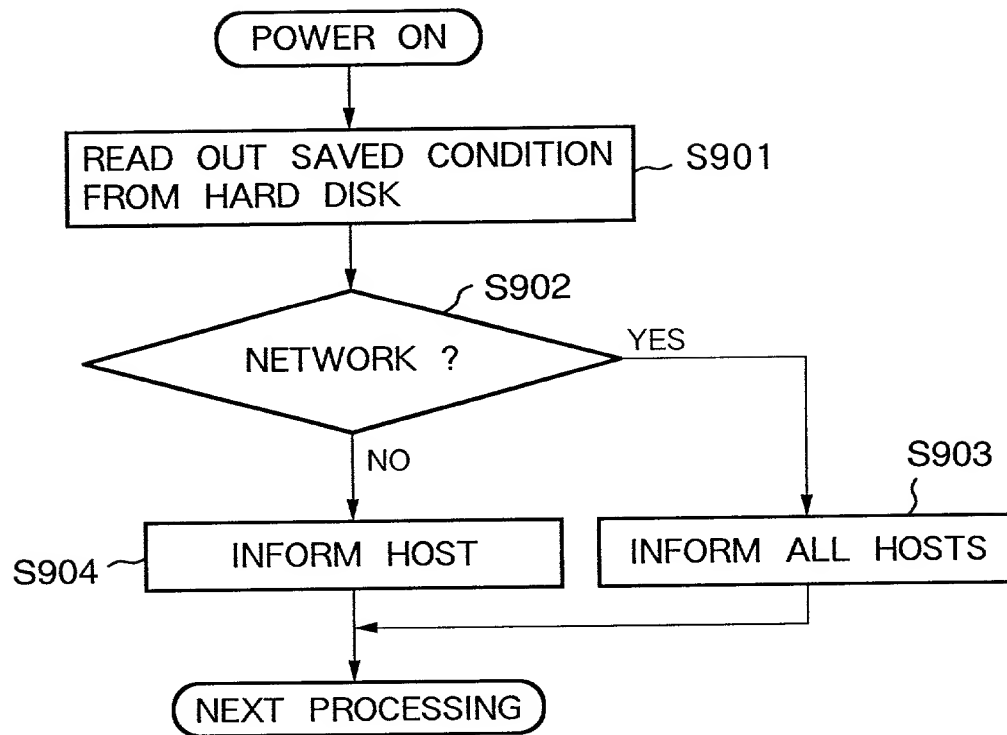 POWER ON
READ OUT SAVED CONDITION
FROM HARD DISK
S901
S902
NETWORK ?
YES
NO
S903
S904
INFORM HOST
INFORM ALL HOSTS
NEXT PROCESSING